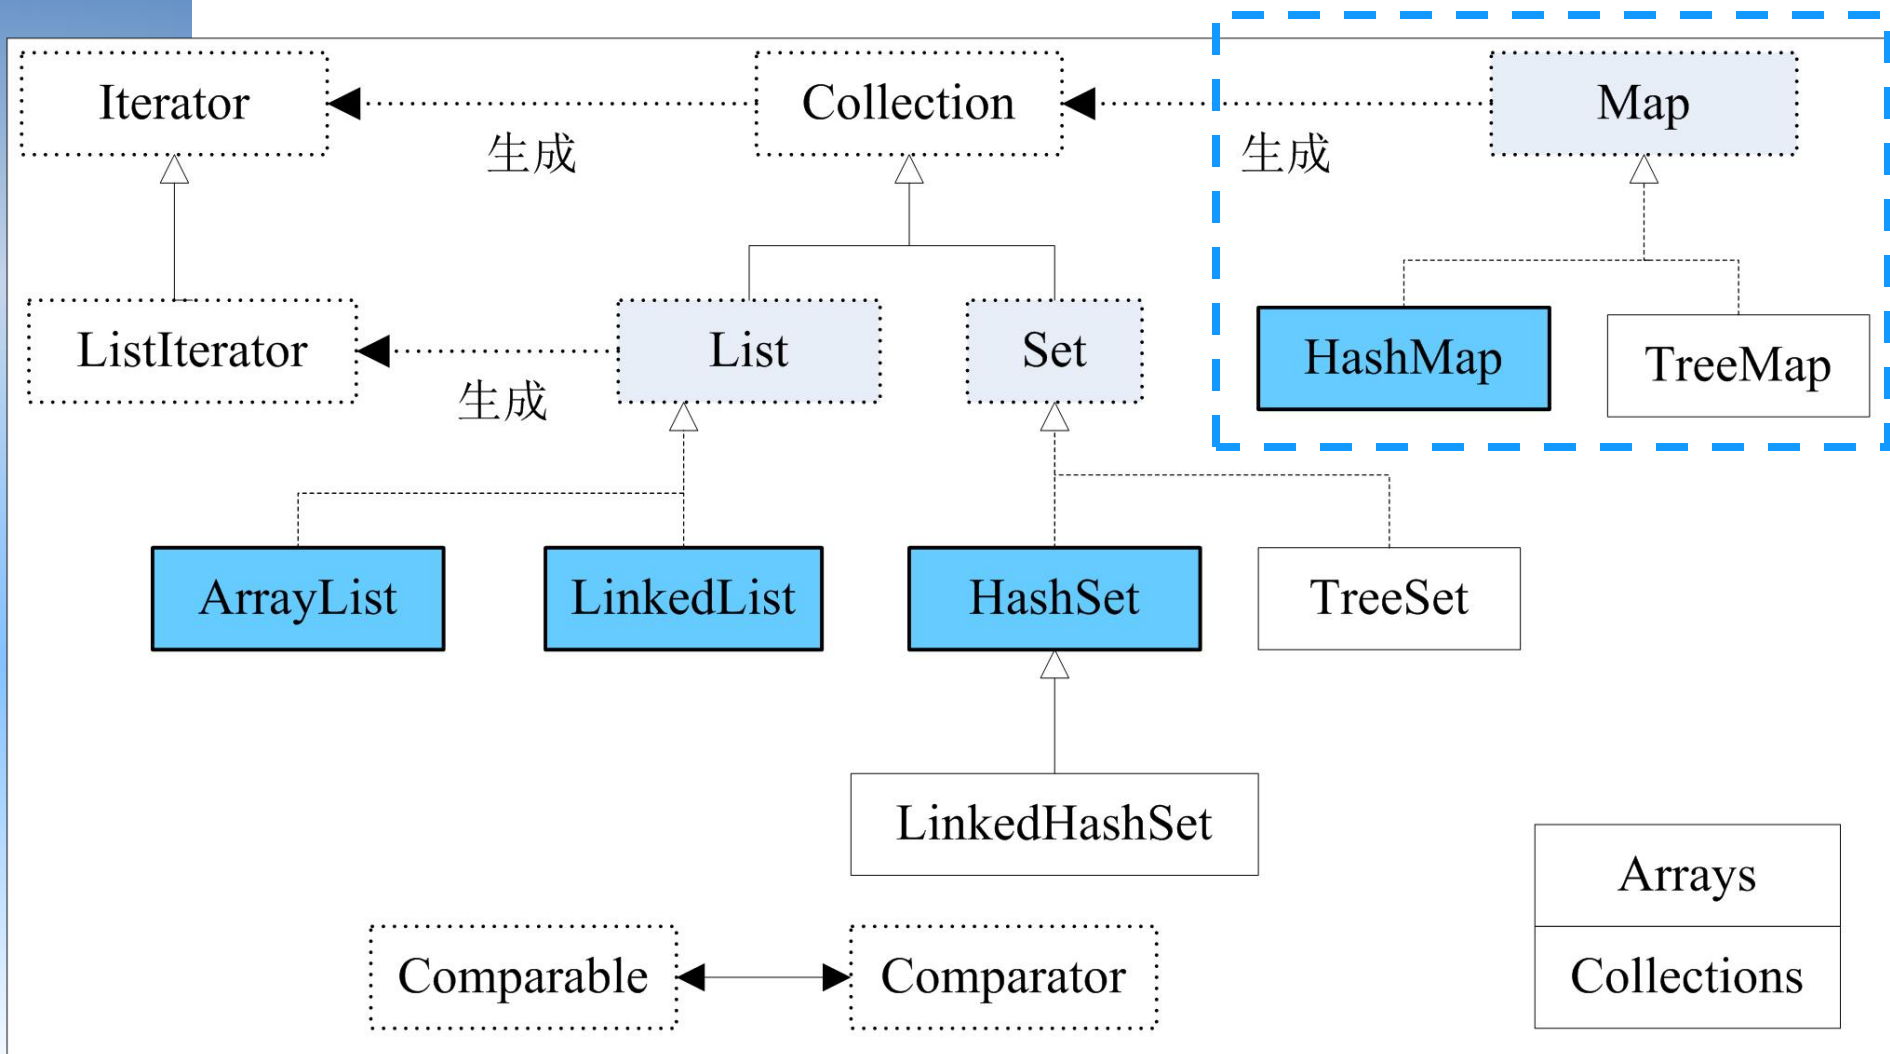 Iterator
Collection
Map
生成
生成
ListIterator
List
Set
HashMap
TreeMap
生成
ArrayList
LinkedList
HashSet
TreeSet
LinkedHashSet
Arrays
Comparable
Comparator
Collections